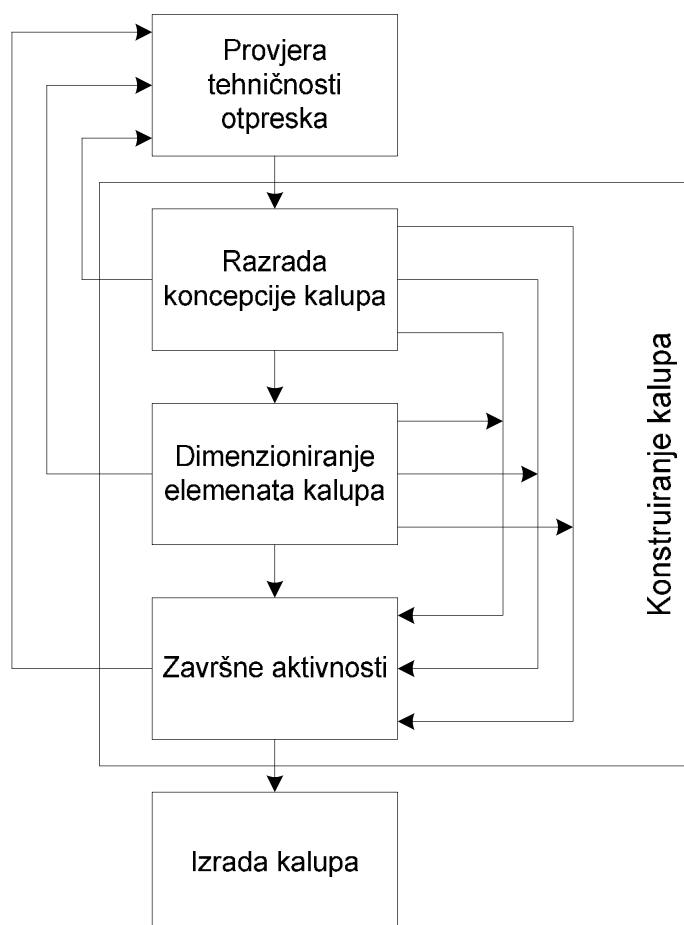 Provjera
tehničnosti
otpreska
Razrada
koncepcije kalupa
Dimenzioniranje
elemenata kalupa
Završne aktivnosti
Izrada kalupa
Konstruiranje kalupa